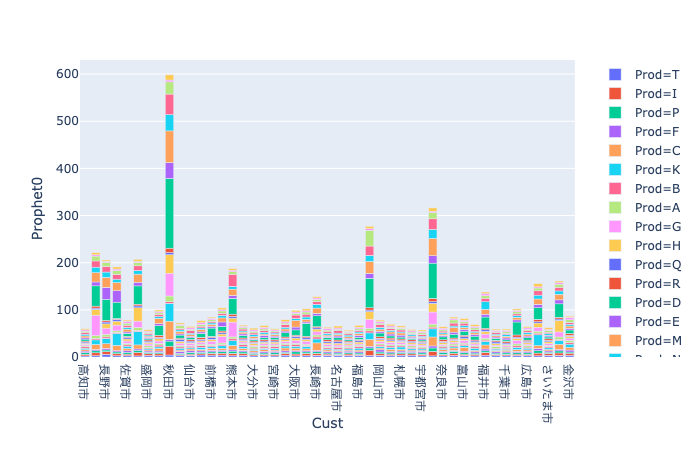 600
500
400
300
200
100
0
Prophet0
高知市
長野市
佐賀市
盛岡市
秋田市
仙台市
前橋市
熊本市
大分市
宮崎市
大阪市
長崎市
名古屋市
福島市
岡山市
札幌市
宇都宮市
奈良市
富山市
福井市
千葉市
広島市
さいたま市
金沢市
Cust
Prod=T
Prod=I
Prod=P
Prod=F
Prod=C
Prod=K
Prod=B
Prod=A
Prod=G
Prod=H
Prod=Q
Prod=R
Prod=D
Prod=E
Prod=M